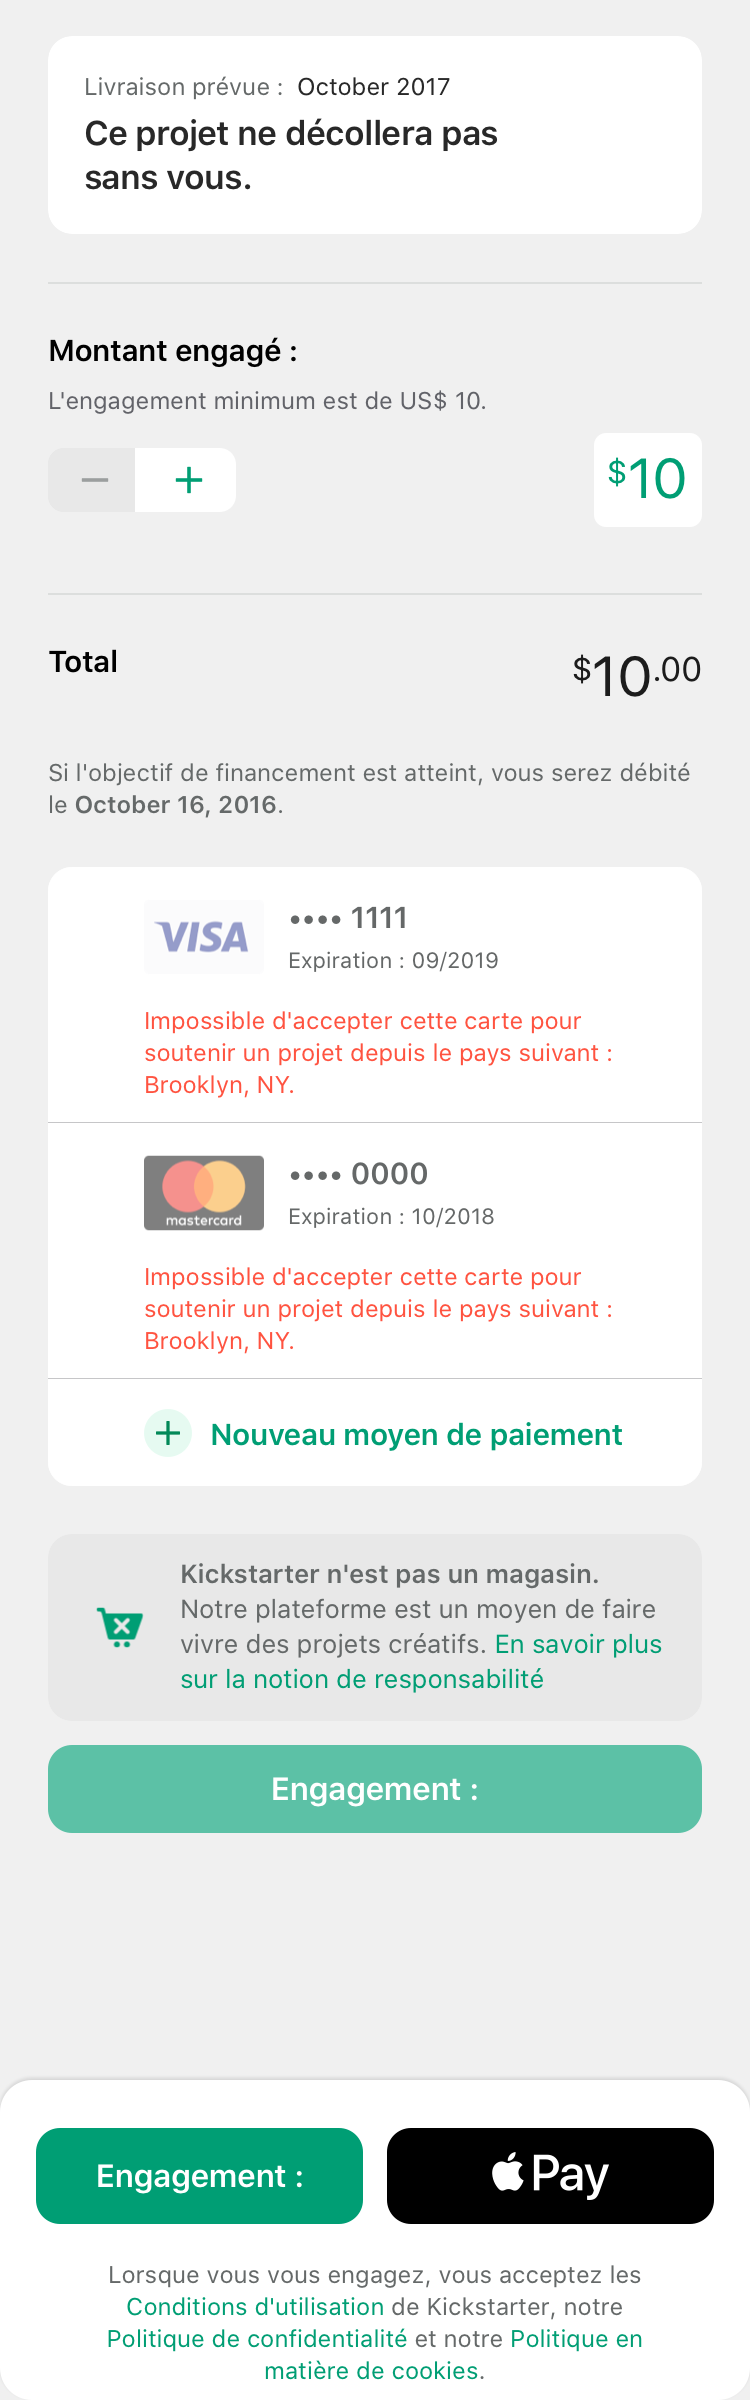 Livraison prévue : October 2017
Ce projet ne décollera pas
sans vous.
Montant engagé :
L'engagement minimum est de US$ 10.
$10
Total
$10.00
Si l'objectif de financement est atteint, vous serez débité
le October 16, 2016.
VISA
•••• 1111
Expiration : 09/2019
Impossible d'accepter cette carte pour
soutenir un projet depuis le pays suivant :
Brooklyn, NY.
mastercard
•••• 0000
Expiration : 10/2018
Impossible d'accepter cette carte pour
soutenir un projet depuis le pays suivant :
Brooklyn, NY.
Nouveau moyen de paiement
Kickstarter n'est pas un magasin.
Notre plateforme est un moyen de faire
vivre des projets créatifs. En savoir plus
sur la notion de responsabilité
Engagement :
Engagement :
Pay
Lorsque vous vous engagez, vous acceptez les
Conditions d'utilisation de Kickstarter, notre
Politique de confidentialité et notre Politique en
matière de cookies.